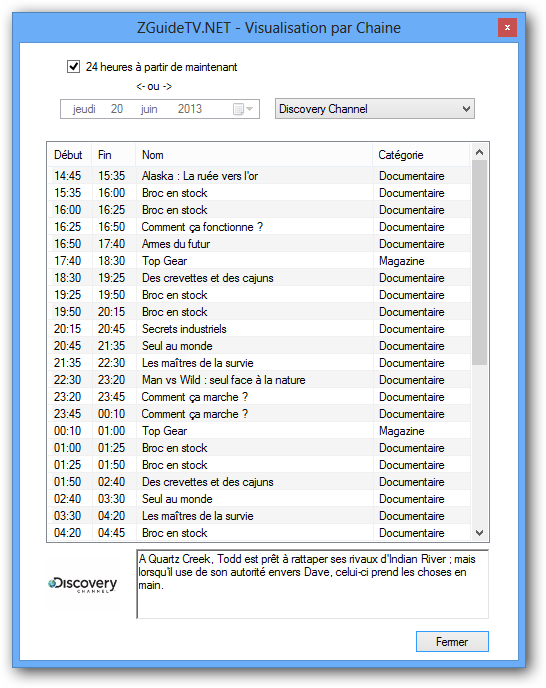 ZGuideTV.NET - Visualisation par Chaine
x
24 heures à partir de maintenant
<- ou ->
jeudi 20 juin 2013
Discovery Channel
Début Fin Nom Catégorie
14:45 15:35 Alaska : La ruée vers l'or Documentaire
15:35 16:00 Broc en stock Documentaire
16:00 16:25 Broc en stock Documentaire
16:25 16:50 Comment ça fonctionne ? Documentaire
16:50 17:40 Armes du futur Documentaire
17:40 18:30 Top Gear Magazine
18:30 19:25 Des crevettes et des cajuns Documentaire
19:25 19:50 Broc en stock Documentaire
19:50 20:15 Broc en stock Documentaire
20:15 20:45 Secrets industriels Documentaire
20:45 21:35 Seul au monde Documentaire
21:35 22:30 Les maîtres de la survie Documentaire
22:30 23:20 Man vs Wild : seul face à la nature Documentaire
23:20 23:45 Comment ça marche ? Documentaire
23:45 00:10 Comment ça marche ? Documentaire
00:10 01:00 Top Gear Magazine
01:00 01:25 Broc en stock Documentaire
01:25 01:50 Broc en stock Documentaire
01:50 02:40 Des crevettes et des cajuns Documentaire
02:40 03:30 Seul au monde Documentaire
03:30 04:20 Les maîtres de la survie Documentaire
04:20 04:45 Broc en stock Documentaire
Discovery
CHANNEL
A Quartz Creek, Todd est prêt à rattaper ses rivaux d'Indian River ; mais
lorsqu'il use de son autorité envers Dave, celui-ci prend les choses en
main.
Fermer